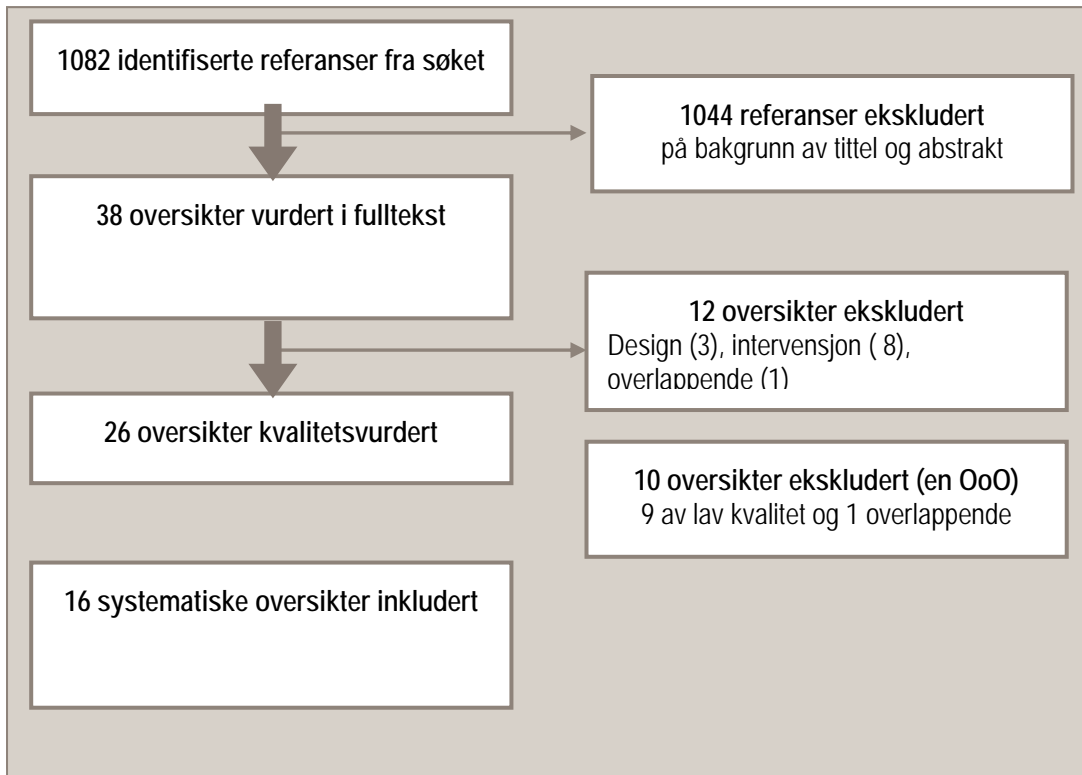 1082 identifiserte referanser fra søket
1044 referanser ekskludert
på bakgrunn av tittel og abstrakt
38 oversikter vurdert i fulltekst
12 oversikter ekskludert
Design (3), intervensjon ( 8),
overlappende (1)
26 oversikter kvalitetsvurdert
10 oversikter ekskludert (en OoO)
9 av lav kvalitet og 1 overlappende
16 systematiske oversikter inkludert